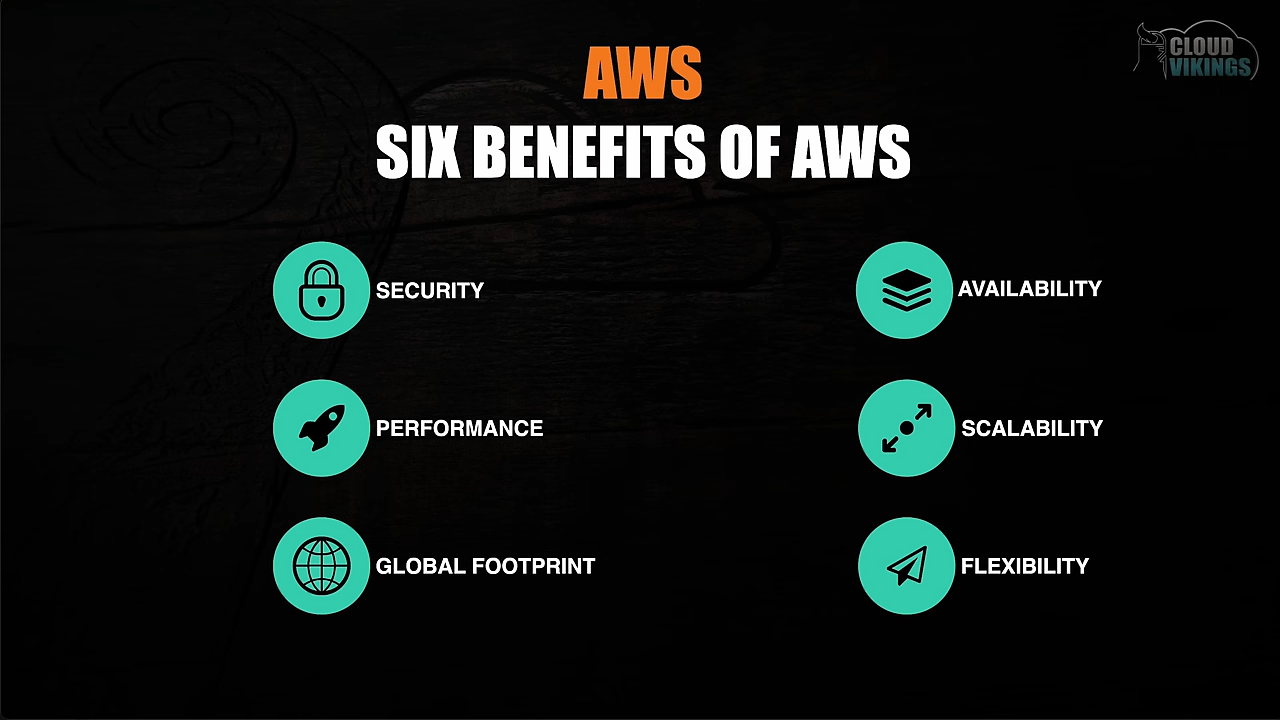 AWS
SIX BENEFITS OF AWS
CLOUD
VIKINGS
SECURITY
AVAILABILITY
PERFORMANCE
SCALABILITY
GLOBAL FOOTPRINT
FLEXIBILITY